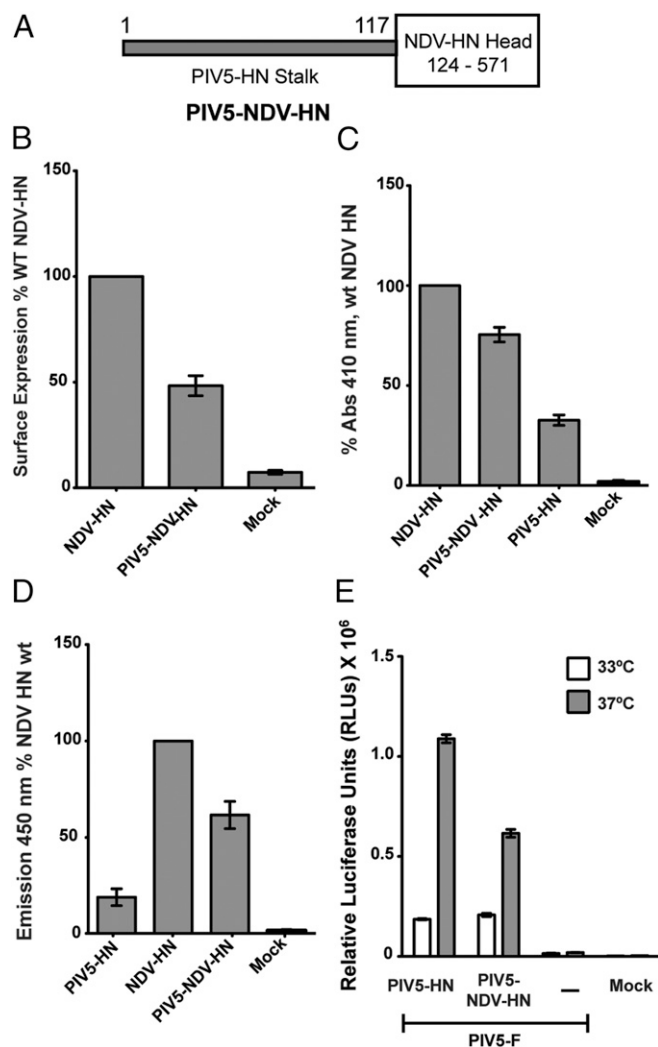 A
1 117
NDV-HN Head
124 - 571
PIV5-HN Stalk
PIV5-NDV-HN
B
Surface Expression % WT NDV-HN
150
100
50
0
NDV-HN
PIV5-NDV-HN
Mock
C
% Abs 410 nm, wt NDV HN
150
100
50
0
NDV-HN
PIV5-NDV-HN
PIV5-HN
Mock
D
Emission 450 nm % NDV HN wt
150
100
50
0
PIV5-HN
NDV-HN
PIV5-NDV-HN
Mock
E
Relative Luciferase Units (RLUs) X 10⁶
1.5
1.0
0.5
0
33ºC
37ºC
PIV5-HN
PIV5-
NDV-HN
—
Mock
PIV5-F